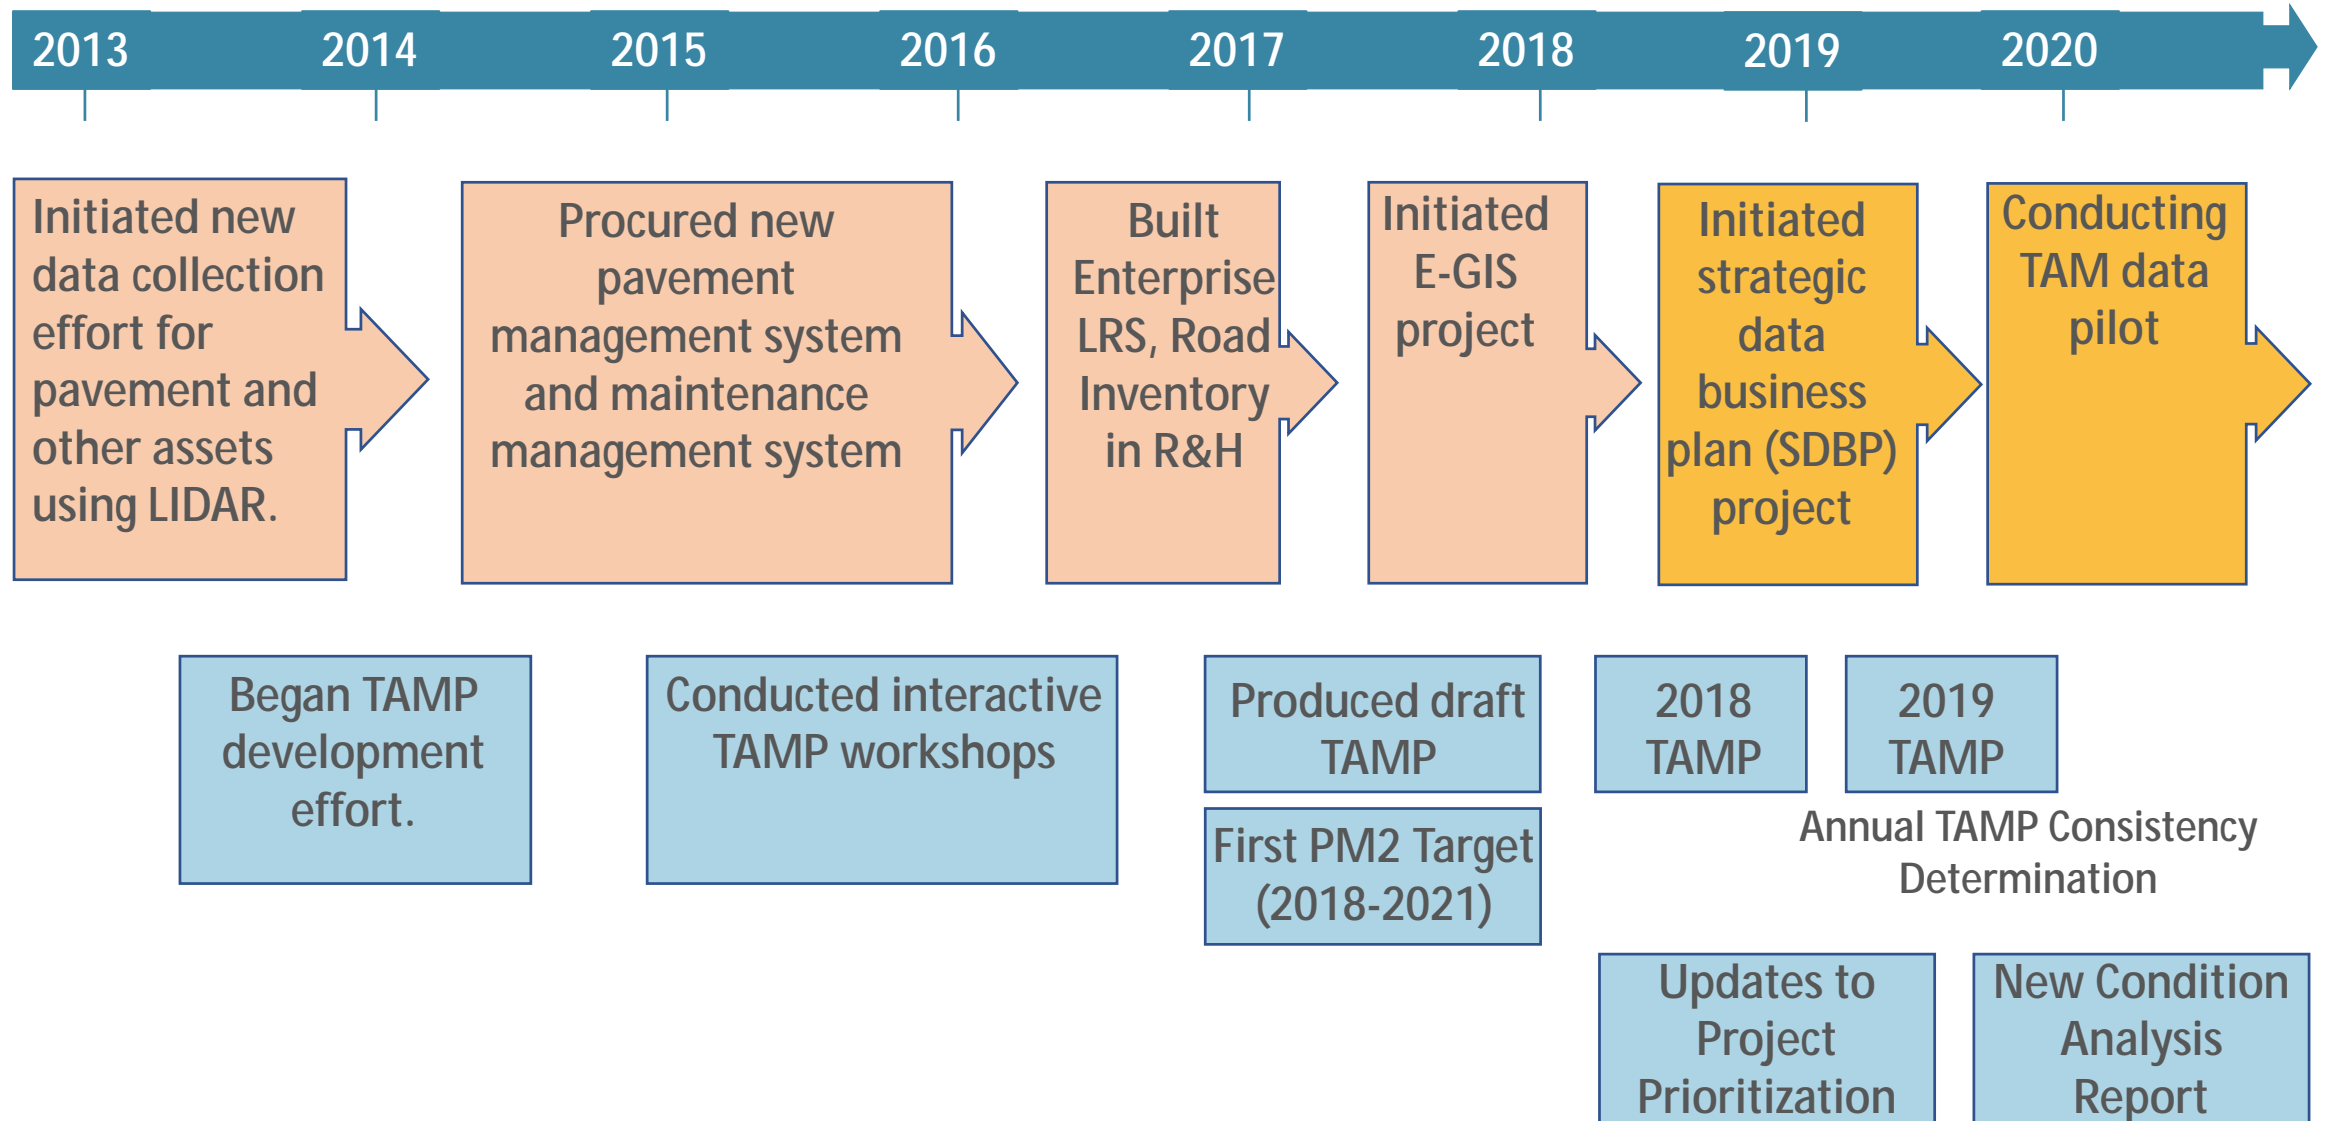 2013 2014 2015 2016 2017 2018 2019 2020
Initiated new
data collection
effort for
pavement and
other assets
using LIDAR.
Procured new
pavement
management system
and maintenance
management system
Built
Enterprise
LRS, Road
Inventory
in R&H
Initiated
E-GIS
project
Initiated
strategic
data
business
plan (SDBP)
project
Conducting
TAM data
pilot
Began TAMP
development
effort.
Conducted interactive
TAMP workshops
Produced draft
TAMP
First PM2 Target
(2018-2021)
2018
TAMP
2019
TAMP
Annual TAMP Consistency
Determination
Updates to
Project
Prioritization
New Condition
Analysis
Report